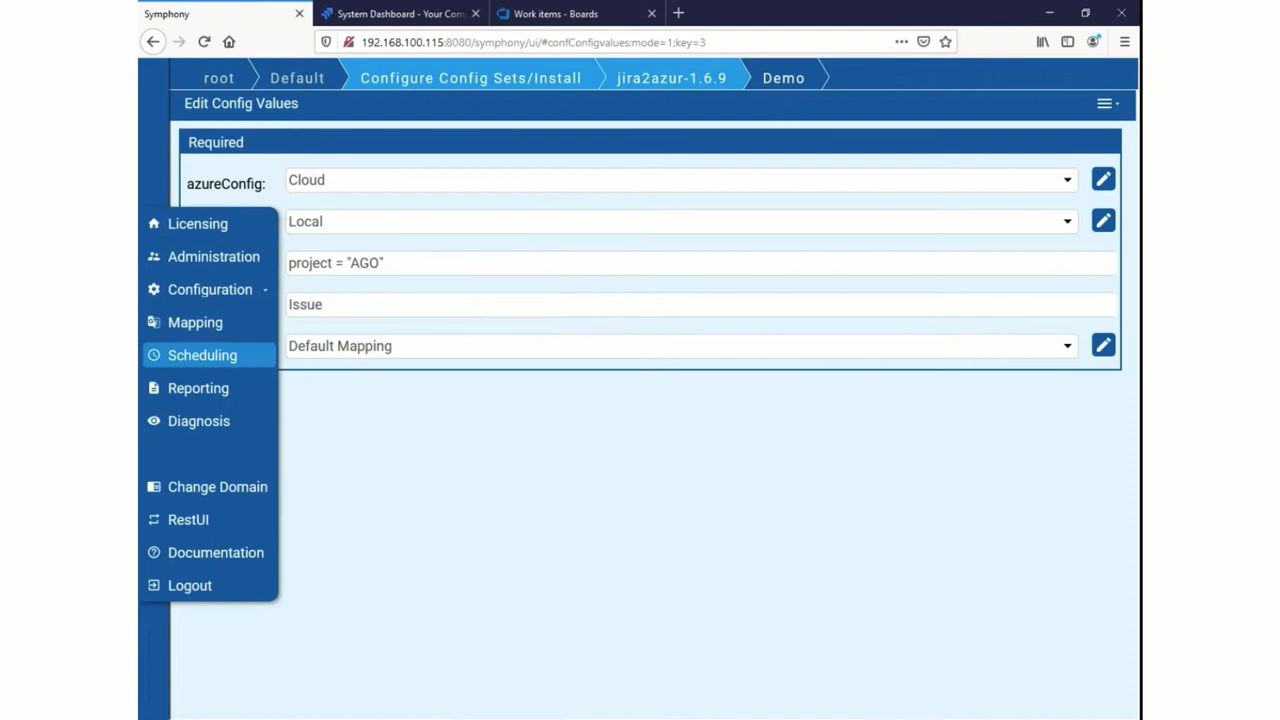 Symphony
System Dashboard - Your Com
Work items - Boards
192.168.100.115:8080/symphony/ui/#confConfigvalues:mode=1;key=3
root
Default
Configure Config Sets/Install
jira2azur-1.6.9
Demo
Edit Config Values
Required
azureConfig:
Cloud
Local
project = "AGO"
Issue
Default Mapping
Licensing
Administration
Configuration
Mapping
Scheduling
Reporting
Diagnosis
Change Domain
RestUI
Documentation
Logout